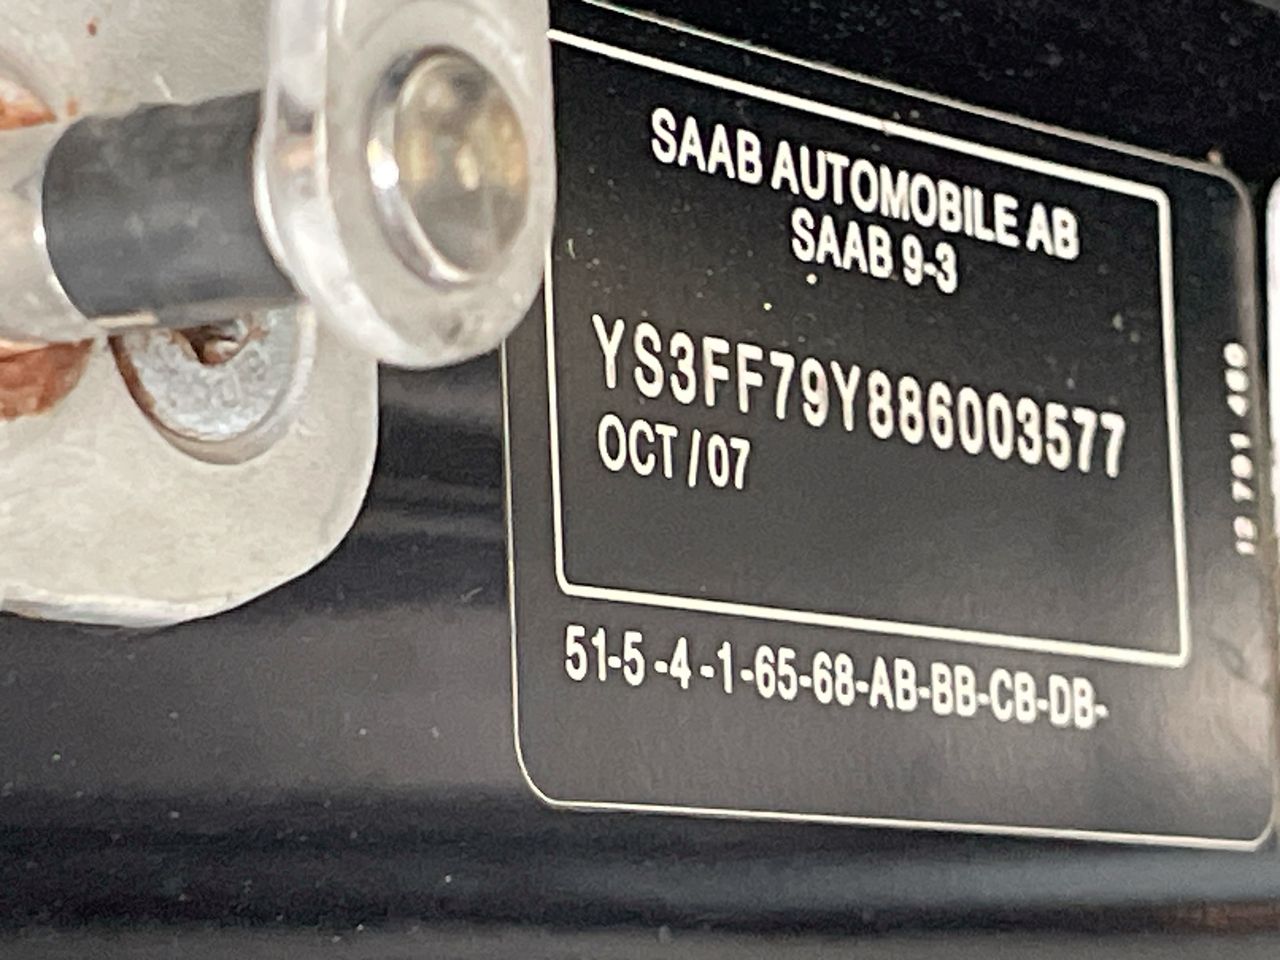 SAAB AUTOMOBILE AB
SAAB 9-3
YS3FF79Y886003577
OCT / 07
51-5 -4 -1-65-68-AB-BB-CB-DB-